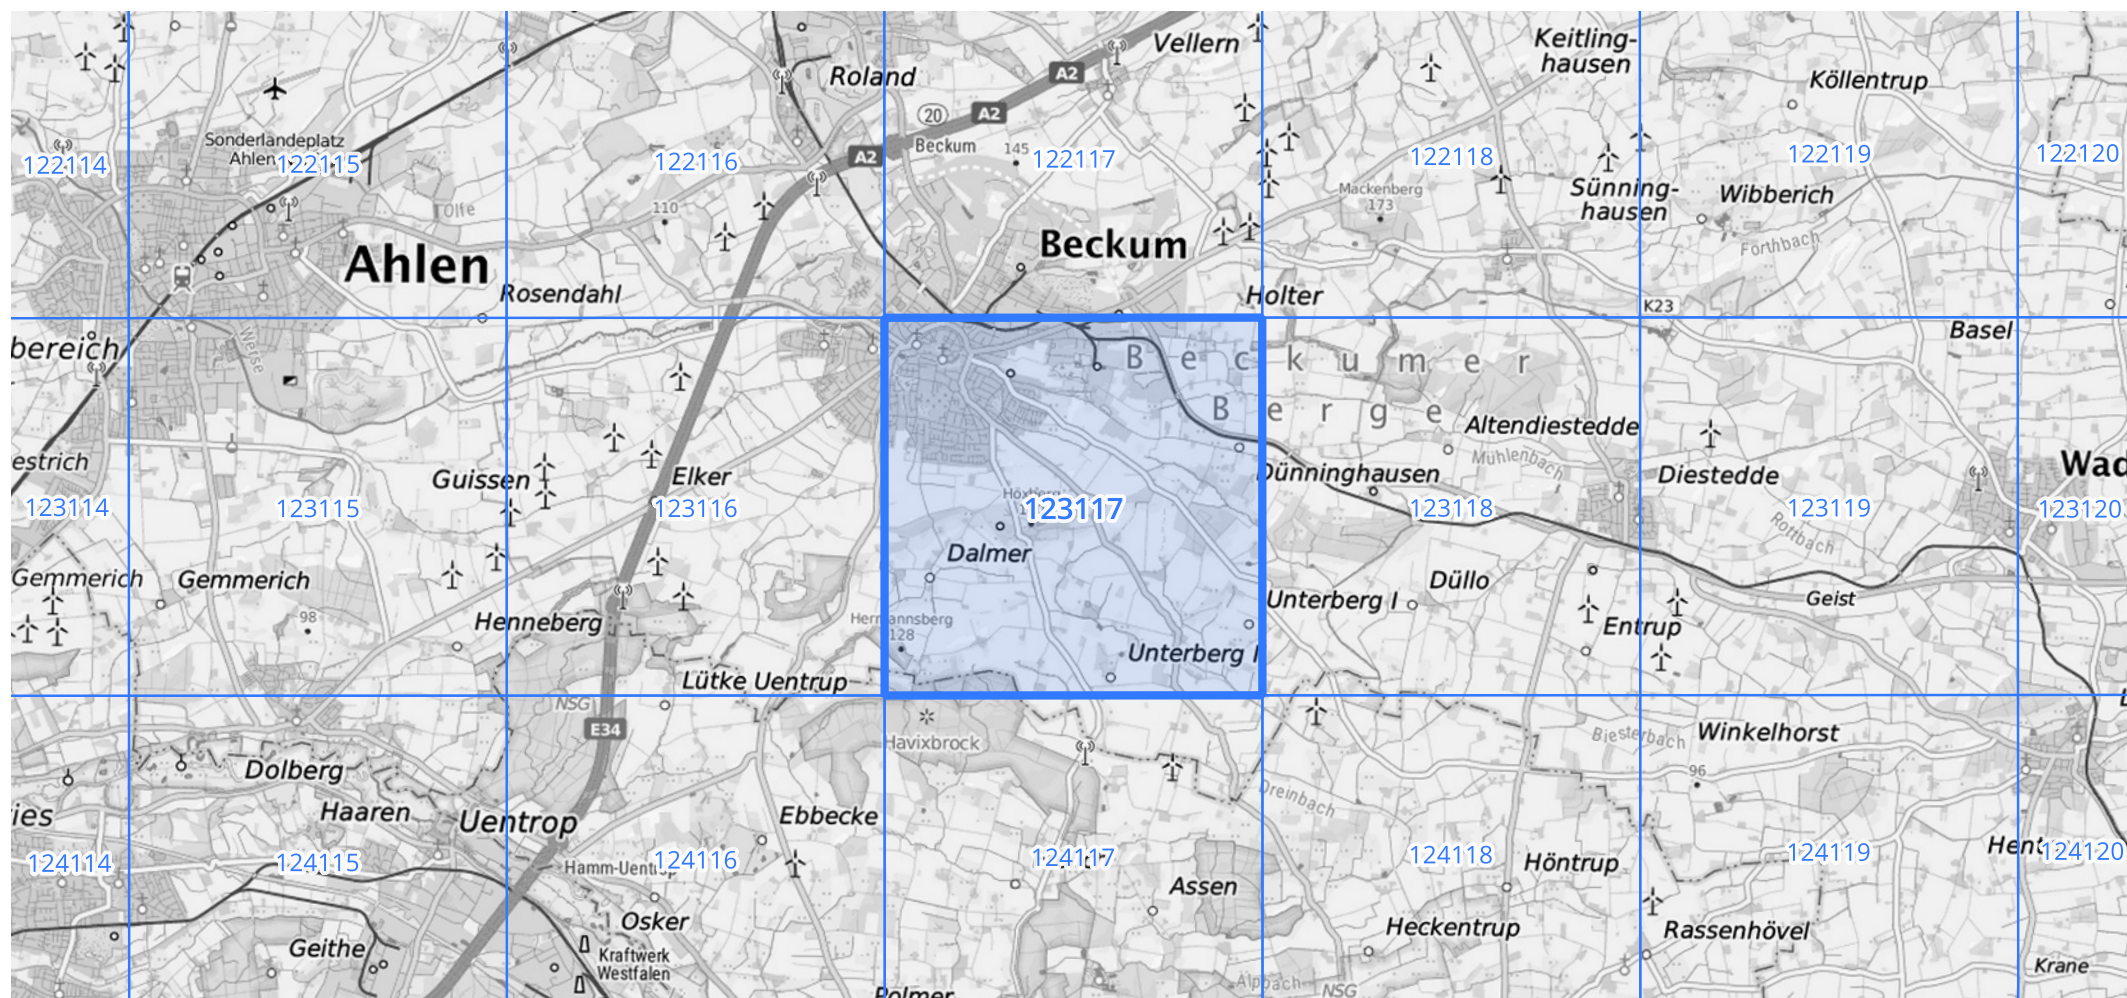 Vellern
Keitling-
hausen
Roland
A2
Köllentrup
20
A2
Sonderlandeplatz
Ahlen
Beckum
145
A2
122114
122115
122116
122117
122118
122119
122120
Mackenberg
173
Sünning-
hausen
Wibberich
Olfe
110
Forthbach
Ahlen
Beckum
Rosendahl
Holter
K23
Basel
bereich
Werse
Beckumer
Berge
Altendiestedde
Mühlenbach
estrich
Guissen
Elker
Dünninghausen
Diestedde
Wad
123114
123115
123116
123117
123118
123119
123120
Rottbach
Dalmer
Gemmerich
Gemmerich
Düllo
98
Henneberg
Hermannsberg
128
Unterberg I
Geist
Entrup
Unterberg I
Lütke Uentrup
NSG
E34
Havixbrock
Biesterbach
Winkelhorst
Dolberg
96
Dreinbach
Haaren
Uentrop
Ebbecke
ries
Hent
124114
124115
124116
124117
124118
124119
124120
Hamm-Uentrop
Höntrup
Assen
Osker
Heckentrup
Rassenhövel
Geithe
Kraftwerk
Westfalen
Krane
Alpbach
NSG
Polmer